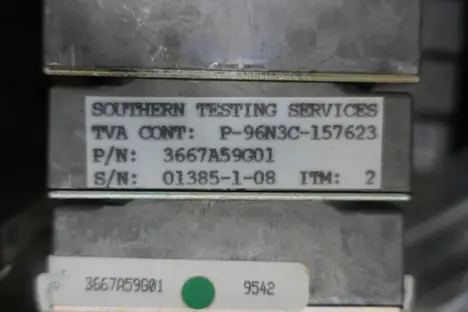 SOUTHERN TESTING SERVICES
TVA CONT: P-96N3C-157623
P/N: 3667A59G01
S/N: 01385-1-08 ITM: 2
3667A59G01 9542